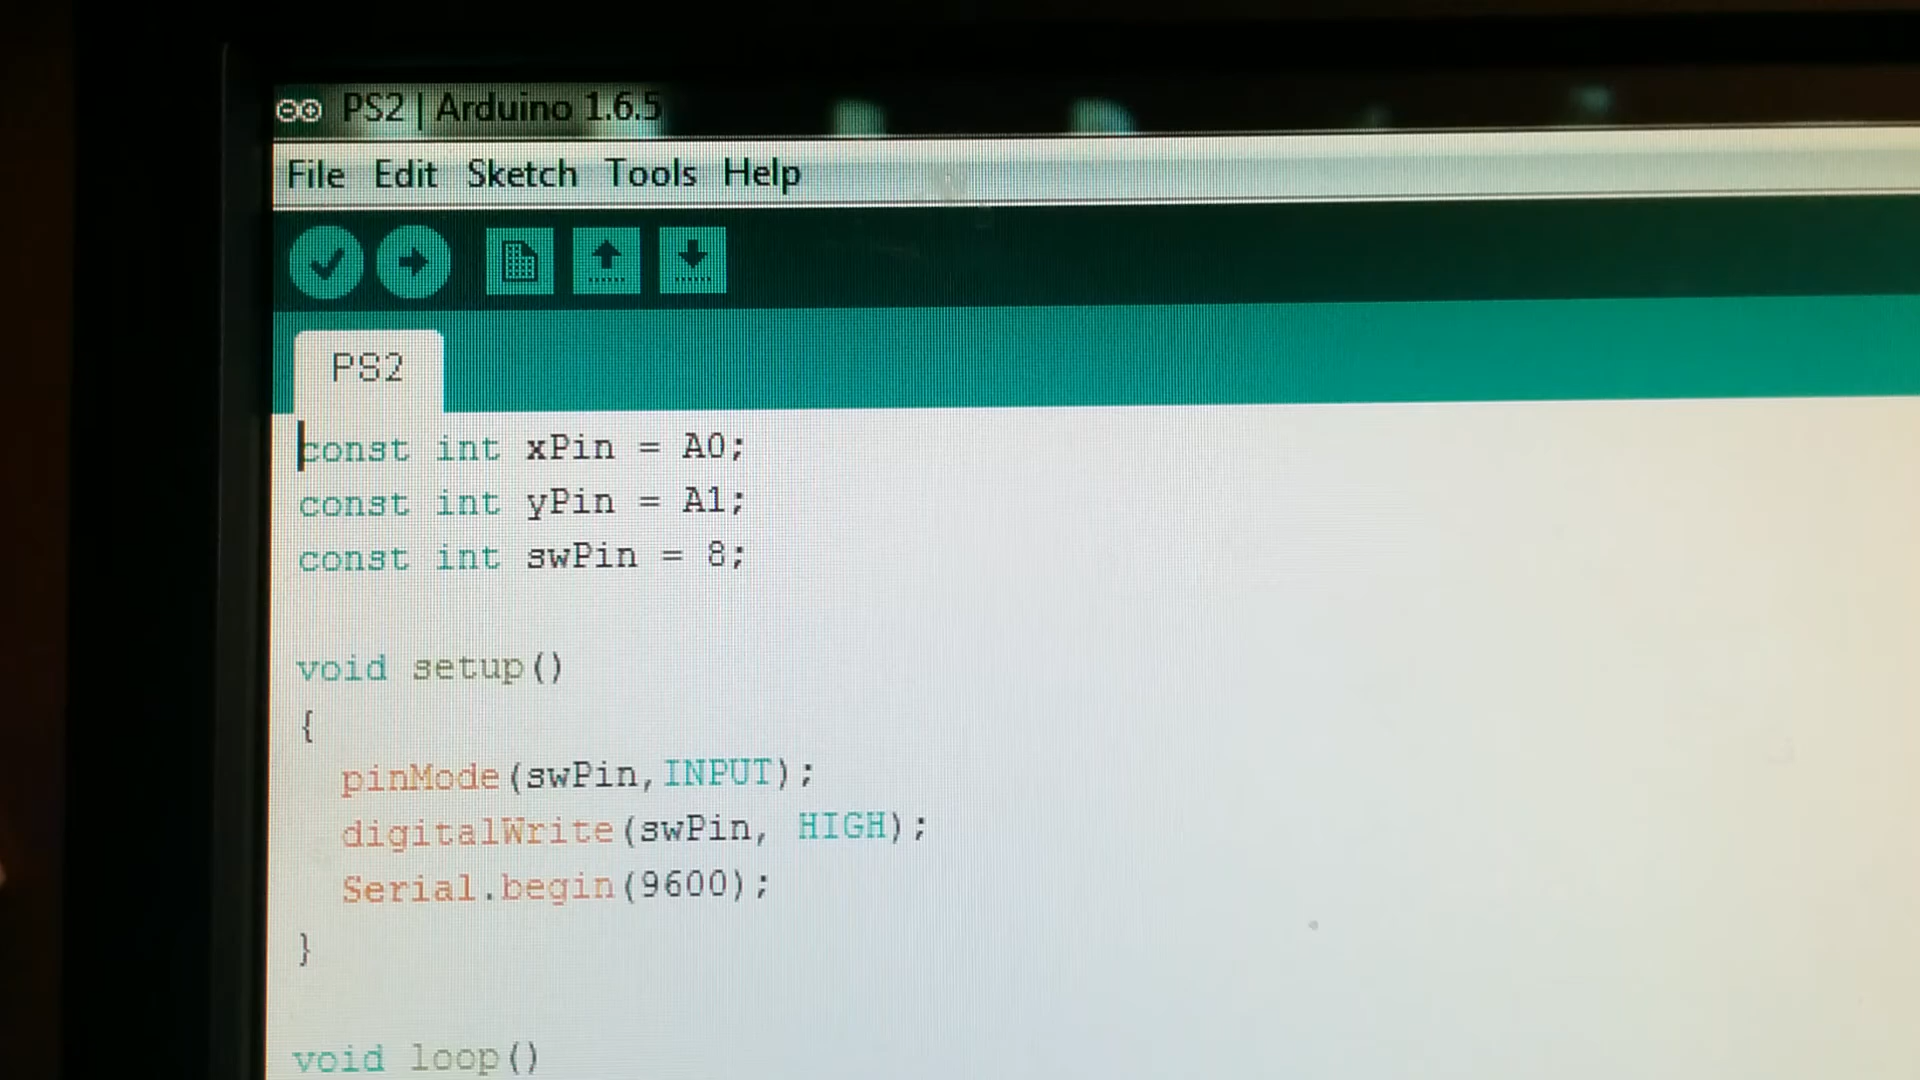 PS2 | Arduino 1.6.5
File Edit Sketch Tools Help
PS2
const int xPin = A0;
const int yPin = A1;
const int swPin = 8;
void setup()
{
pinMode(swPin,INPUT);
digitalWrite(swPin, HIGH);
Serial.begin(9600);
}
void loop()